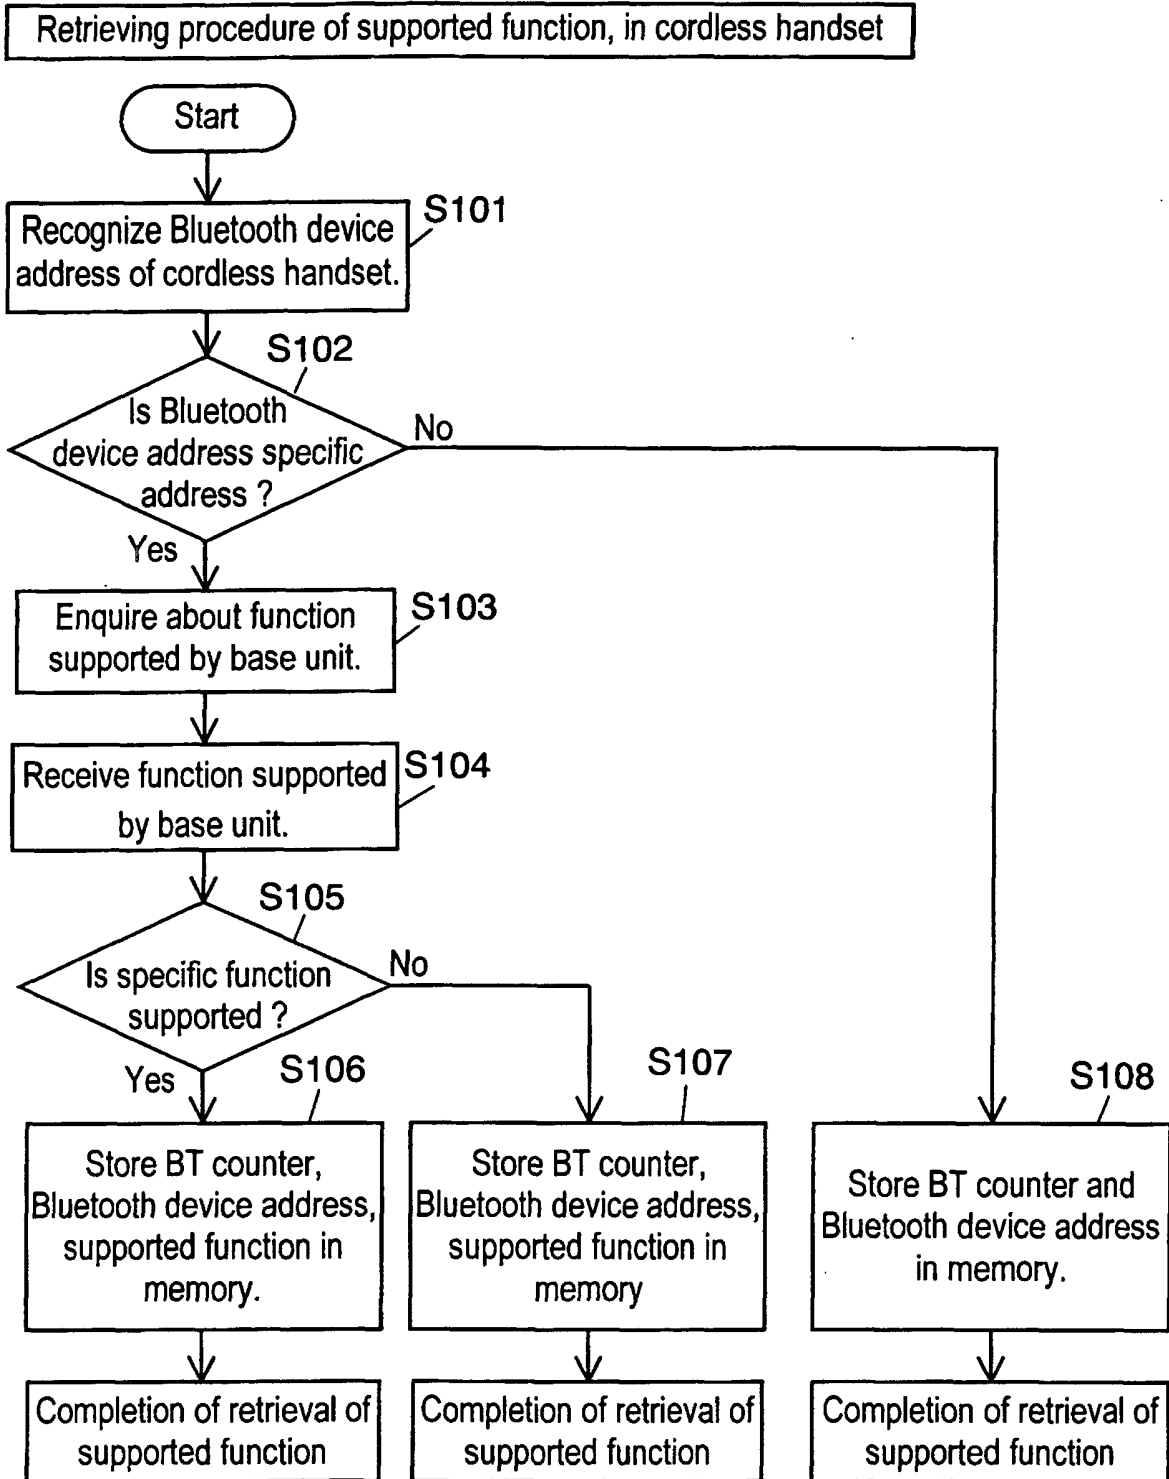 Retrieving procedure of supported function, in cordless handset
Start
S101
Recognize Bluetooth device
address of cordless handset.
S102
Is Bluetooth
device address specific
address ?
No
Yes
Enquire about function
supported by base unit.
S103
Receive function supported
by base unit.
S104
S105
Is specific function
supported ?
No
Yes
S106
S107
S108
Store BT counter,
Bluetooth device address,
supported function in
memory.
Store BT counter,
Bluetooth device address,
supported function in
memory
Store BT counter and
Bluetooth device address
in memory.
Completion of retrieval of
supported function
Completion of retrieval of
supported function
Completion of retrieval of
supported function